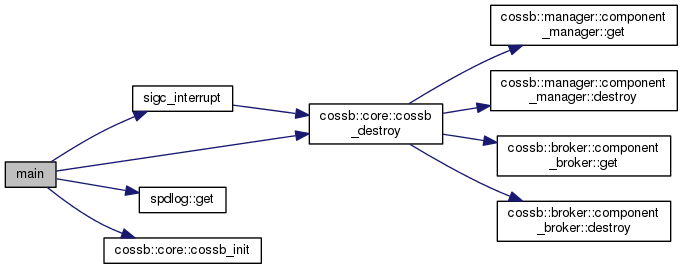 main
sigc_interrupt
spdlog::get
cossb::core::cossb_init
cossb::core::cossb
_destroy
cossb::manager::component
_manager::get
cossb::manager::component
_manager::destroy
cossb::broker::component
_broker::get
cossb::broker::component
_broker::destroy